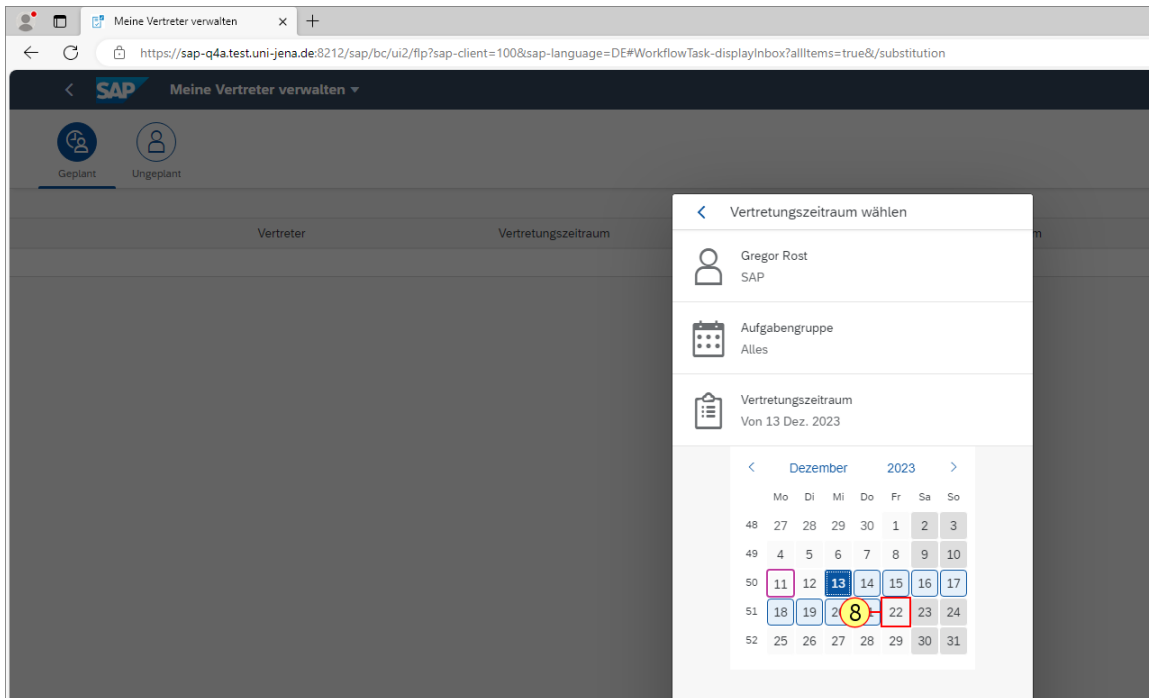 Meine Vertreter verwalten
https://sap-q4a.test.uni-jena.de:8212/sap/bc/ui2/flp?sap-client=100&sap-language=DE#WorkflowTask-displayInbox?allItems=true&/substitution
SAP Meine Vertreter verwalten
Geplant Ungeplant
Vertreter Vertretungszeitraum m
Vertretungszeitraum wählen
Gregor Rost
SAP
Aufgabengruppe
Alles
Vertretungszeitraum
Von 13 Dez. 2023
Dezember 2023
Mo Di Mi Do Fr Sa So
48 27 28 29 30 1 2 3
49 4 5 6 7 8 9 10
50 11 12 13 14 15 16 17
51 18 19 8 22 23 24
52 25 26 27 28 29 30 31